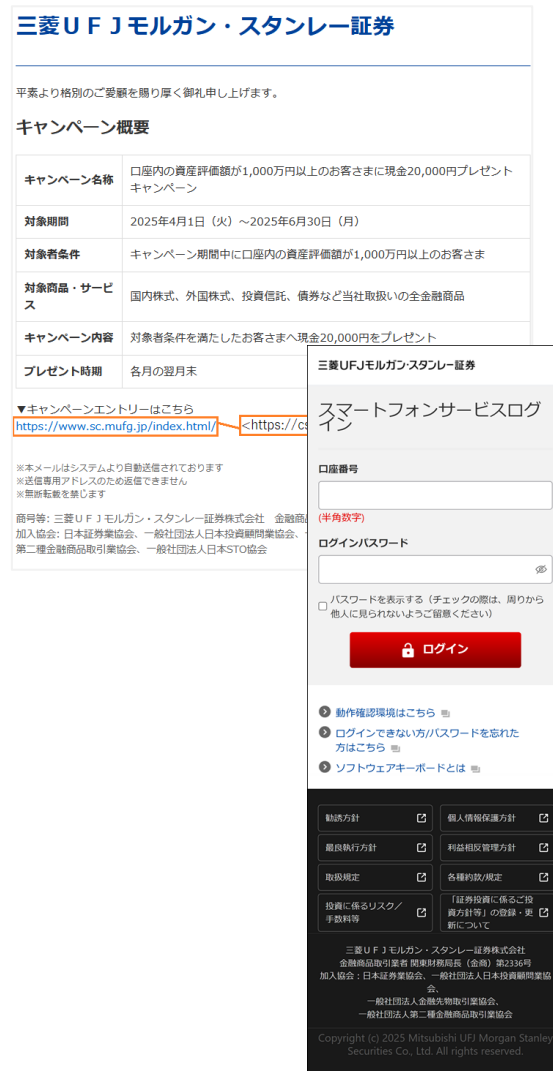 三菱ＵＦＪモルガン・スタンレー証券
平素より格別のご愛顧を賜り厚く御礼申し上げます。
キャンペーン概要
キャンペーン名称
口座内の資産評価額が1,000万円以上のお客さまに現金20,000円プレゼント
キャンペーン
対象期間
2025年4月1日（火）～2025年6月30日（月）
対象者条件
キャンペーン期間中に口座内の資産評価額が1,000万円以上のお客さま
対象商品・サービ
ス
国内株式、外国株式、投資信託、債券など当社取扱いの全金融商品
キャンペーン内容
対象者条件を満たしたお客さまへ現金20,000円をプレゼント
プレゼント時期
各月の翌月末
▼キャンペーンエントリーはこちら
https://www.sc.mufg.jp/index.html/
<https://cs
※本メールはシステムより自動送信されております
※送信専用アドレスのため返信できません
※無断転載を禁じます
商号等: 三菱ＵＦＪモルガン・スタンレー証券株式会社　金融商
加入協会: 日本証券業協会、一般社団法人日本投資顧問業協会、
第二種金融商品取引業協会、一般社団法人日本STO協会
三菱UFJモルガン・スタンレー証券
スマートフォンサービスログ
イン
口座番号
(半角数字)
ログインパスワード
パスワードを表示する（チェックの際は、周りから
他人に見られないようご留意ください）
ログイン
動作確認環境はこちら
ログインできない方/パスワードを忘れた
方はこちら
ソフトウェアキーボードとは
勧誘方針
個人情報保護方針
最良執行方針
利益相反管理方針
取扱規定
各種約款/規定
投資に係るリスク／
手数料等
「証券投資に係るご投
資方針等」の登録・更
新について
三菱ＵＦＪモルガン・スタンレー証券株式会社
金融商品取引業者 関東財務局長（金商）第2336号
加入協会：日本証券業協会、一般社団法人日本投資顧問業協
会、
一般社団法人金融先物取引業協会、
一般社団法人第二種金融商品取引業協会
Copyright (c) 2025 Mitsubishi UFJ Morgan Stanley
Securities Co., Ltd. All rights reserved.